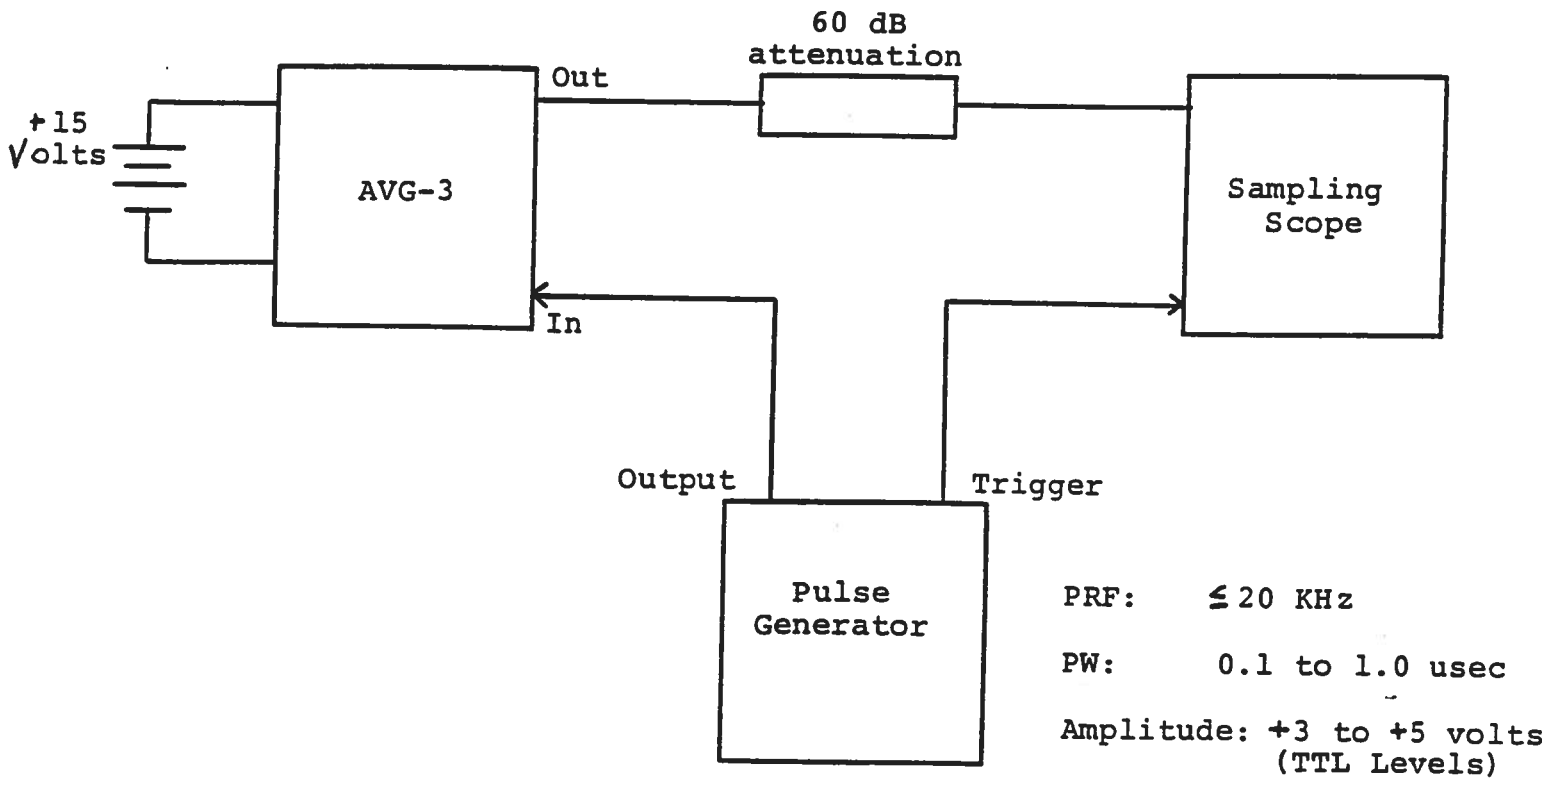 60 dB
attenuation
Out
+15
Volts
AVG-3
Sampling
Scope
In
Output
Trigger
Pulse
Generator
PRF: ≤20 KHz
PW: 0.1 to 1.0 usec
Amplitude: +3 to +5 volts
(TTL Levels)